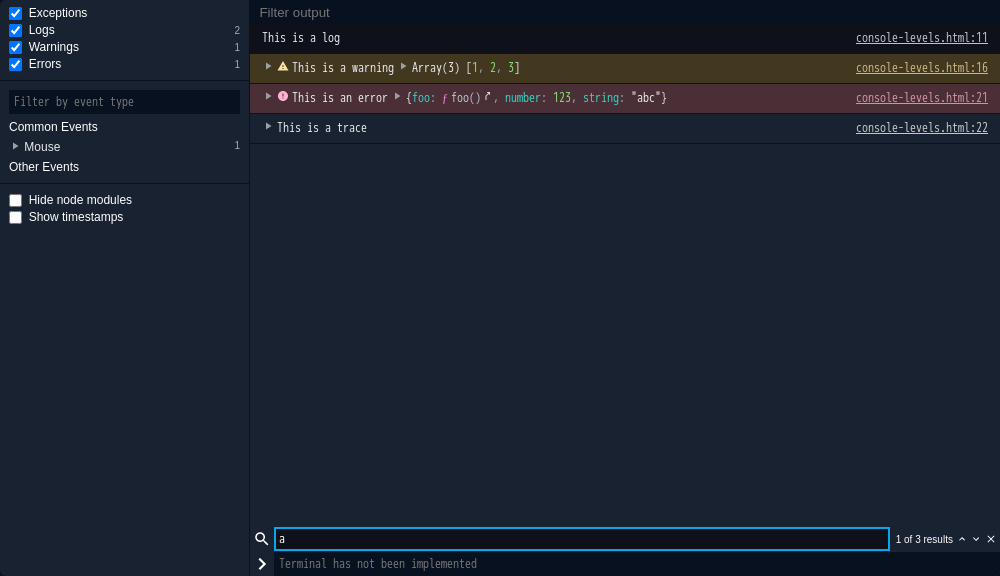 Exceptions
Logs 2
Warnings 1
Errors 1
Filter by event type
Common Events
Mouse 1
Other Events
Hide node modules
Show timestamps
Filter output
This is a log console-levels.html:11
This is a warning Array(3) [1, 2, 3] console-levels.html:16
This is an error {foo: ƒ foo(), number: 123, string: "abc"} console-levels.html:21
This is a trace console-levels.html:22
a 1 of 3 results
Terminal has not been implemented